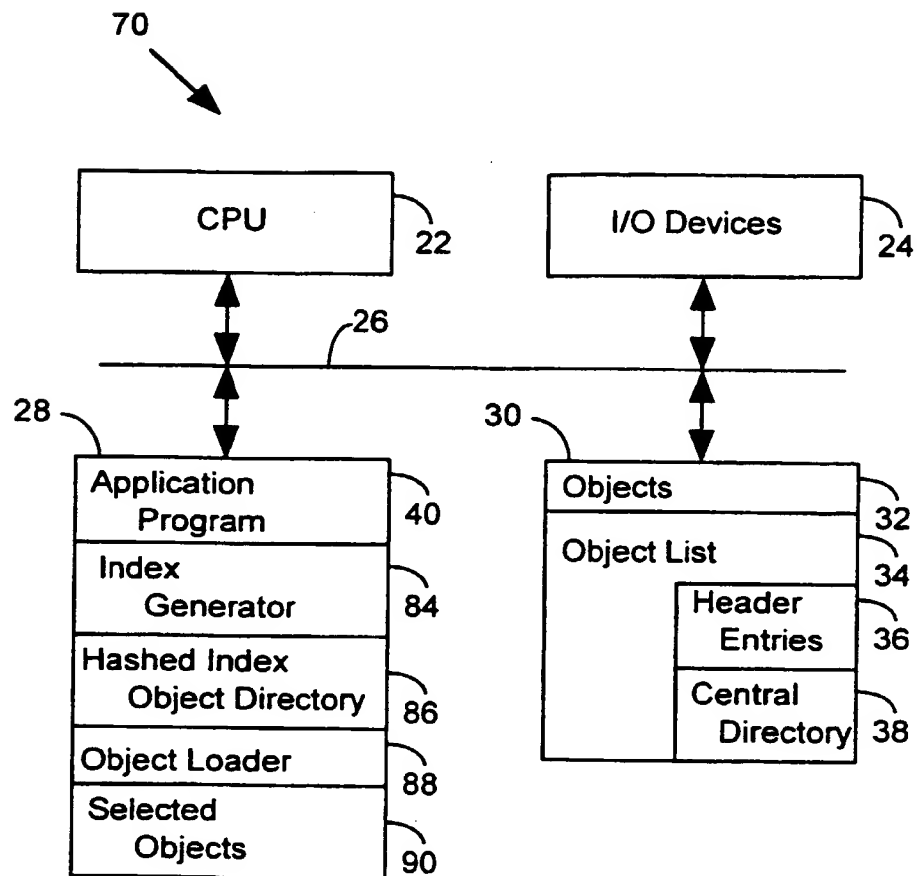 70
CPU
22
I/O Devices
24
26
28
Application
Program
40
Index
Generator
84
Hashed Index
Object Directory
86
Object Loader
88
Selected
Objects
90
30
Objects
32
Object List
34
Header
Entries
36
Central
Directory
38